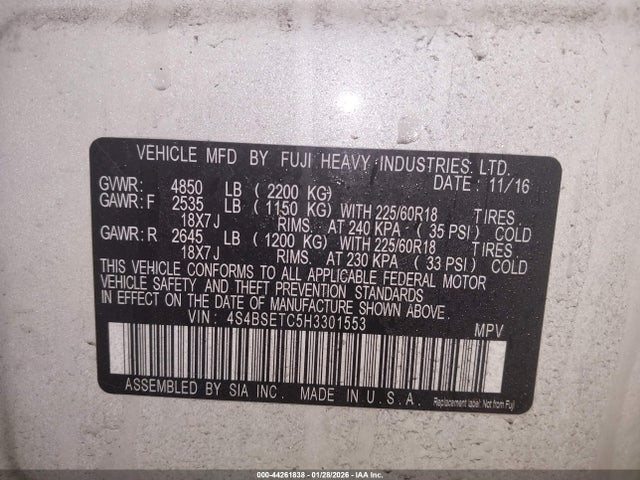 VEHICLE MFD BY FUJI HEAVY INDUSTRIES LTD.
DATE: 11/16
GVWR: 4850 LB ( 2200 KG)
GAWR:F 2535 LB ( 1150 KG) WITH 225/60R18 TIRES
18X7J RIMS. AT 240 KPA ( 35 PSI) COLD
GAWR:R 2645 LB ( 1200 KG) WITH 225/60R18 TIRES
18X7J RIMS. AT 230 KPA ( 33 PSI) COLD
THIS VEHICLE CONFORMS TO ALL APPLICABLE FEDERAL MOTOR
VEHICLE SAFETY AND THEFT PREVENTION STANDARDS
IN EFFECT ON THE DATE OF MANUFACTURE SHOWN ABOVE.
VIN : 4S4BSETC5H3301553 MPV
ASSEMBLED BY SIA INC. MADE IN U.S.A.
Replacement label: Not from Fuji
000-44261838 - 01/28/2026 - IAA Inc.